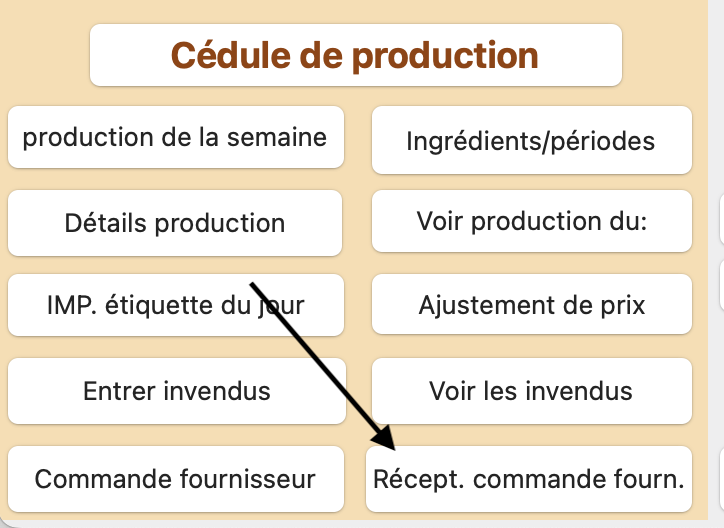 Cédule de production
production de la semaine
Ingrédients/périodes
Détails production
Voir production du:
IMP. étiquette du jour
Ajustement de prix
Entrer invendus
Voir les invendus
Commande fournisseur
Récept. commande fourn.